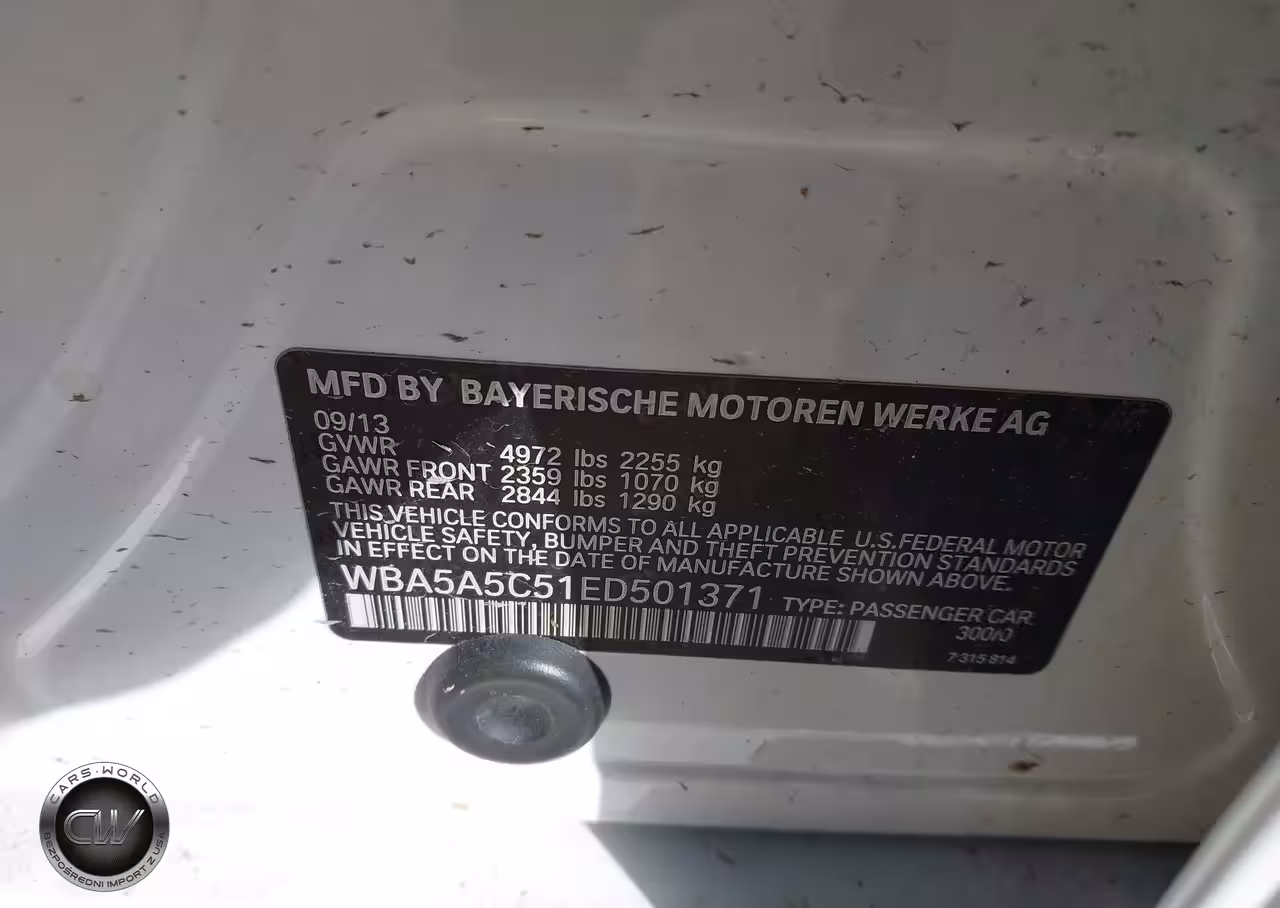 MFD BY BAYERISCHE MOTOREN WERKE AG
09/13
GVWR 4972 lbs 2255 kg
GAWR FRONT 2359 lbs 1070 kg
GAWR REAR 2844 lbs 1290 kg
THIS VEHICLE CONFORMS TO ALL APPLICABLE U.S. FEDERAL MOTOR
VEHICLE SAFETY, BUMPER AND THEFT PREVENTION STANDARDS
IN EFFECT ON THE DATE OF MANUFACTURE SHOWN ABOVE.
WBA5A5C51ED501371 TYPE: PASSENGER CAR
300/0
7 315 814
CARS·WORLD
CW
BEZPOŚREDNI IMPORT Z USA